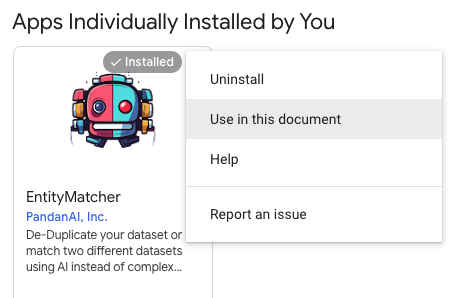 Apps Individually Installed by You
Installed
Uninstall
Use in this document
Help
Report an issue
EntityMatcher
PandanAI, Inc.
De-Duplicate your dataset or
match two different datasets
using AI instead of complex...